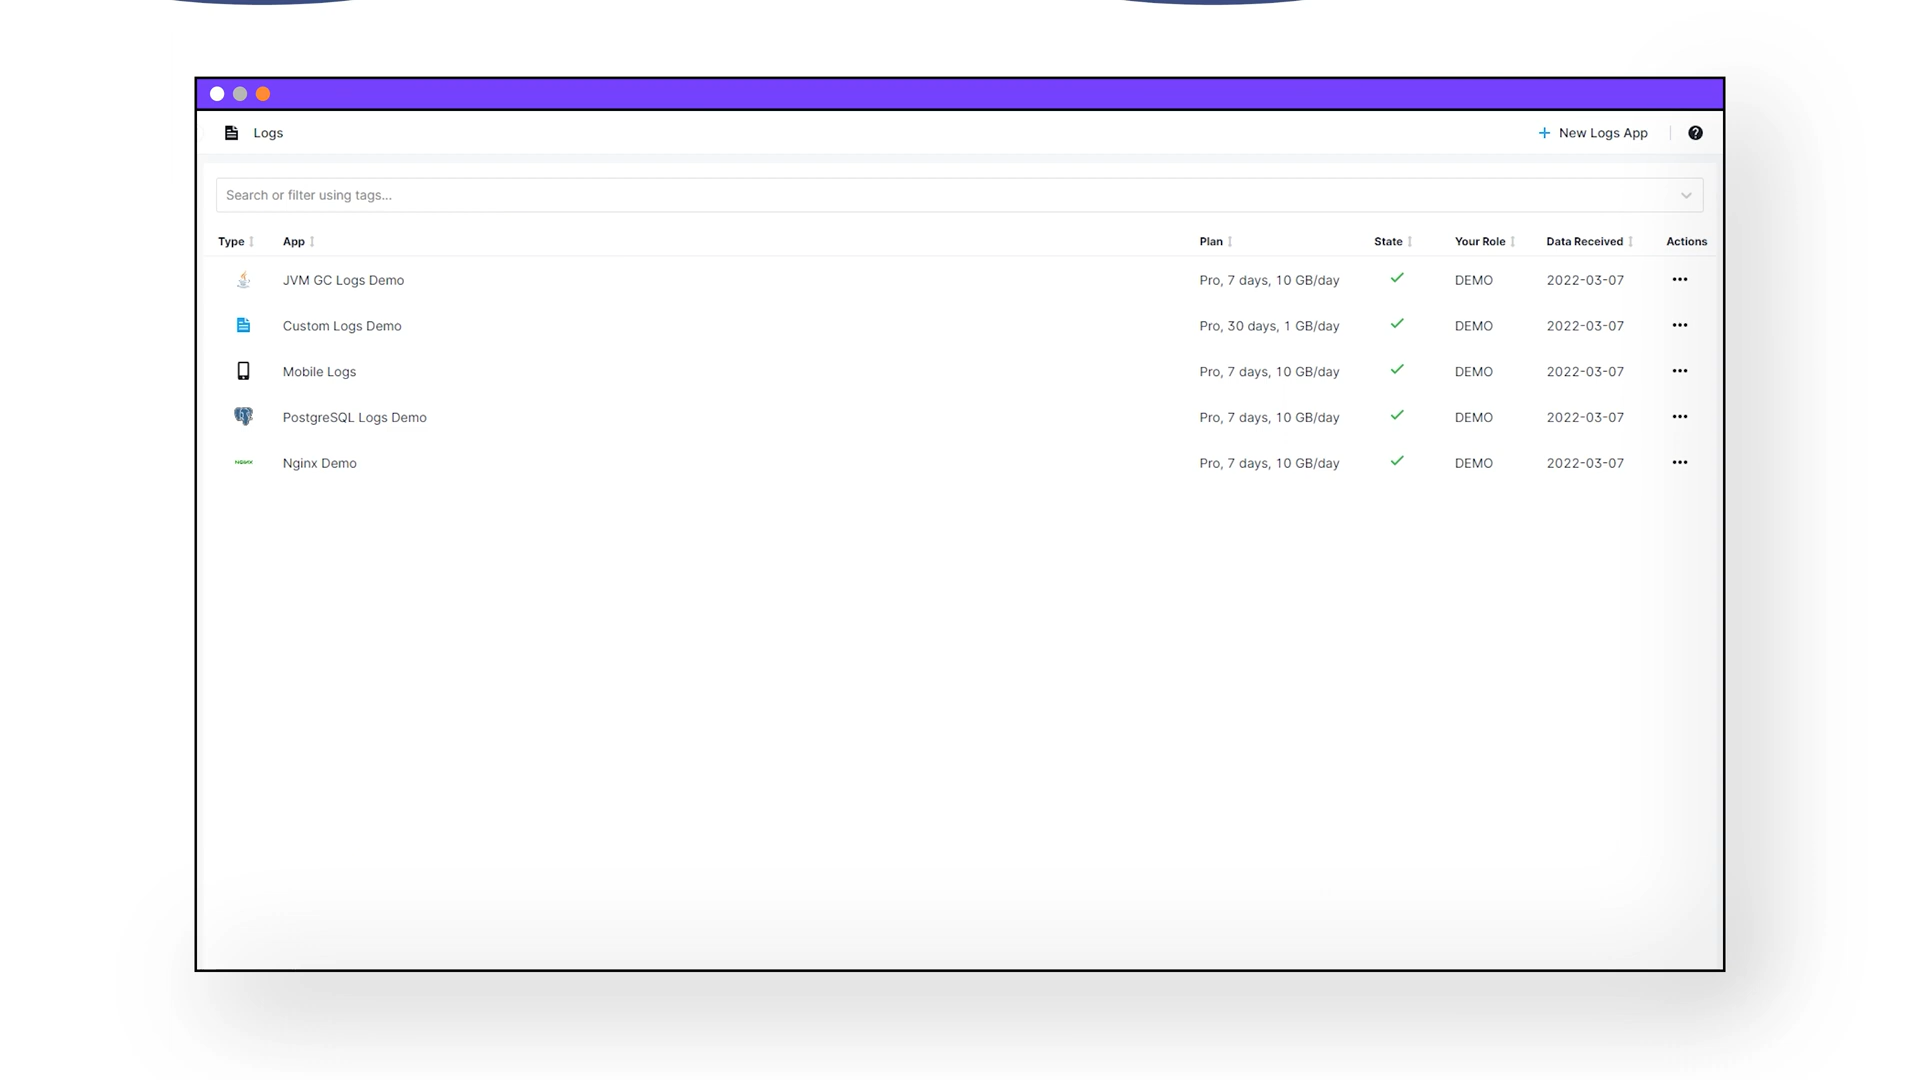 Logs
New Logs App
Search or filter using tags...
Type App Plan State Your Role Data Received Actions
JVM GC Logs Demo Pro, 7 days, 10 GB/day DEMO 2022-03-07
Custom Logs Demo Pro, 30 days, 1 GB/day DEMO 2022-03-07
Mobile Logs Pro, 7 days, 10 GB/day DEMO 2022-03-07
PostgreSQL Logs Demo Pro, 7 days, 10 GB/day DEMO 2022-03-07
NGINX Nginx Demo Pro, 7 days, 10 GB/day DEMO 2022-03-07